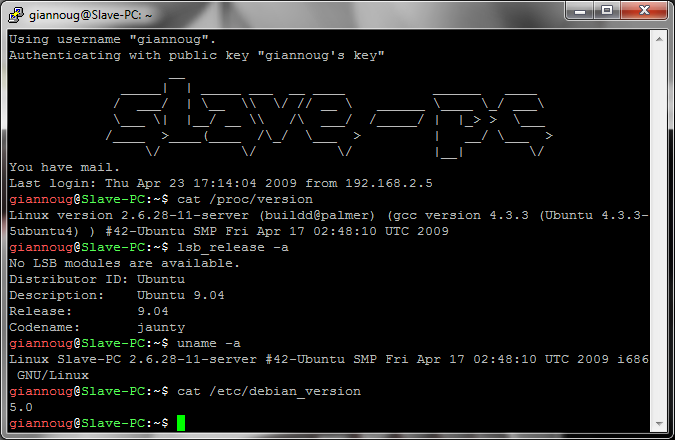 giannoug@Slave-PC: ~
Using username "giannoug".
Authenticating with public key "giannoug's key"
slave-pc
You have mail.
Last login: Thu Apr 23 17:14:04 2009 from 192.168.2.5
giannoug@Slave-PC:~$ cat /proc/version
Linux version 2.6.28-11-server (buildd@palmer) (gcc version 4.3.3 (Ubuntu 4.3.3-
5ubuntu4) ) #42-Ubuntu SMP Fri Apr 17 02:48:10 UTC 2009
giannoug@Slave-PC:~$ lsb_release -a
No LSB modules are available.
Distributor ID: Ubuntu
Description:    Ubuntu 9.04
Release:        9.04
Codename:       jaunty
giannoug@Slave-PC:~$ uname -a
Linux Slave-PC 2.6.28-11-server #42-Ubuntu SMP Fri Apr 17 02:48:10 UTC 2009 i686
 GNU/Linux
giannoug@Slave-PC:~$ cat /etc/debian_version
5.0
giannoug@Slave-PC:~$